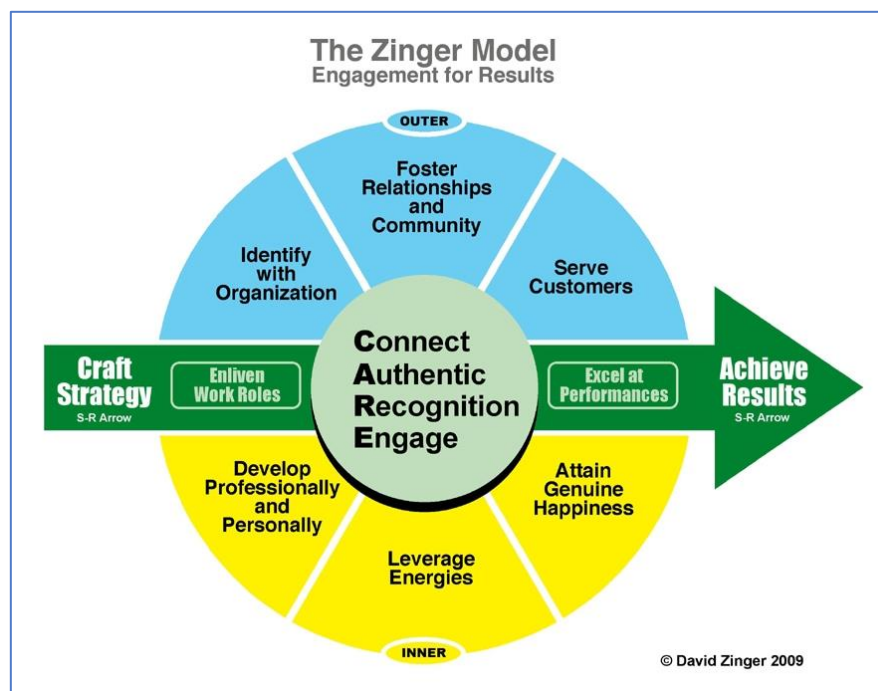 The Zinger Model
Engagement for Results
OUTER
Foster
Relationships
and
Community
Identify
with
Organization
Serve
Customers
Craft
Strategy
S-R Arrow
Enliven
Work Roles
Connect
Authentic
Recognition
Engage
Excel at
Performances
Achieve
Results
S-R Arrow
Develop
Professionally
and
Personally
Leverage
Energies
Attain
Genuine
Happiness
INNER
© David Zinger 2009